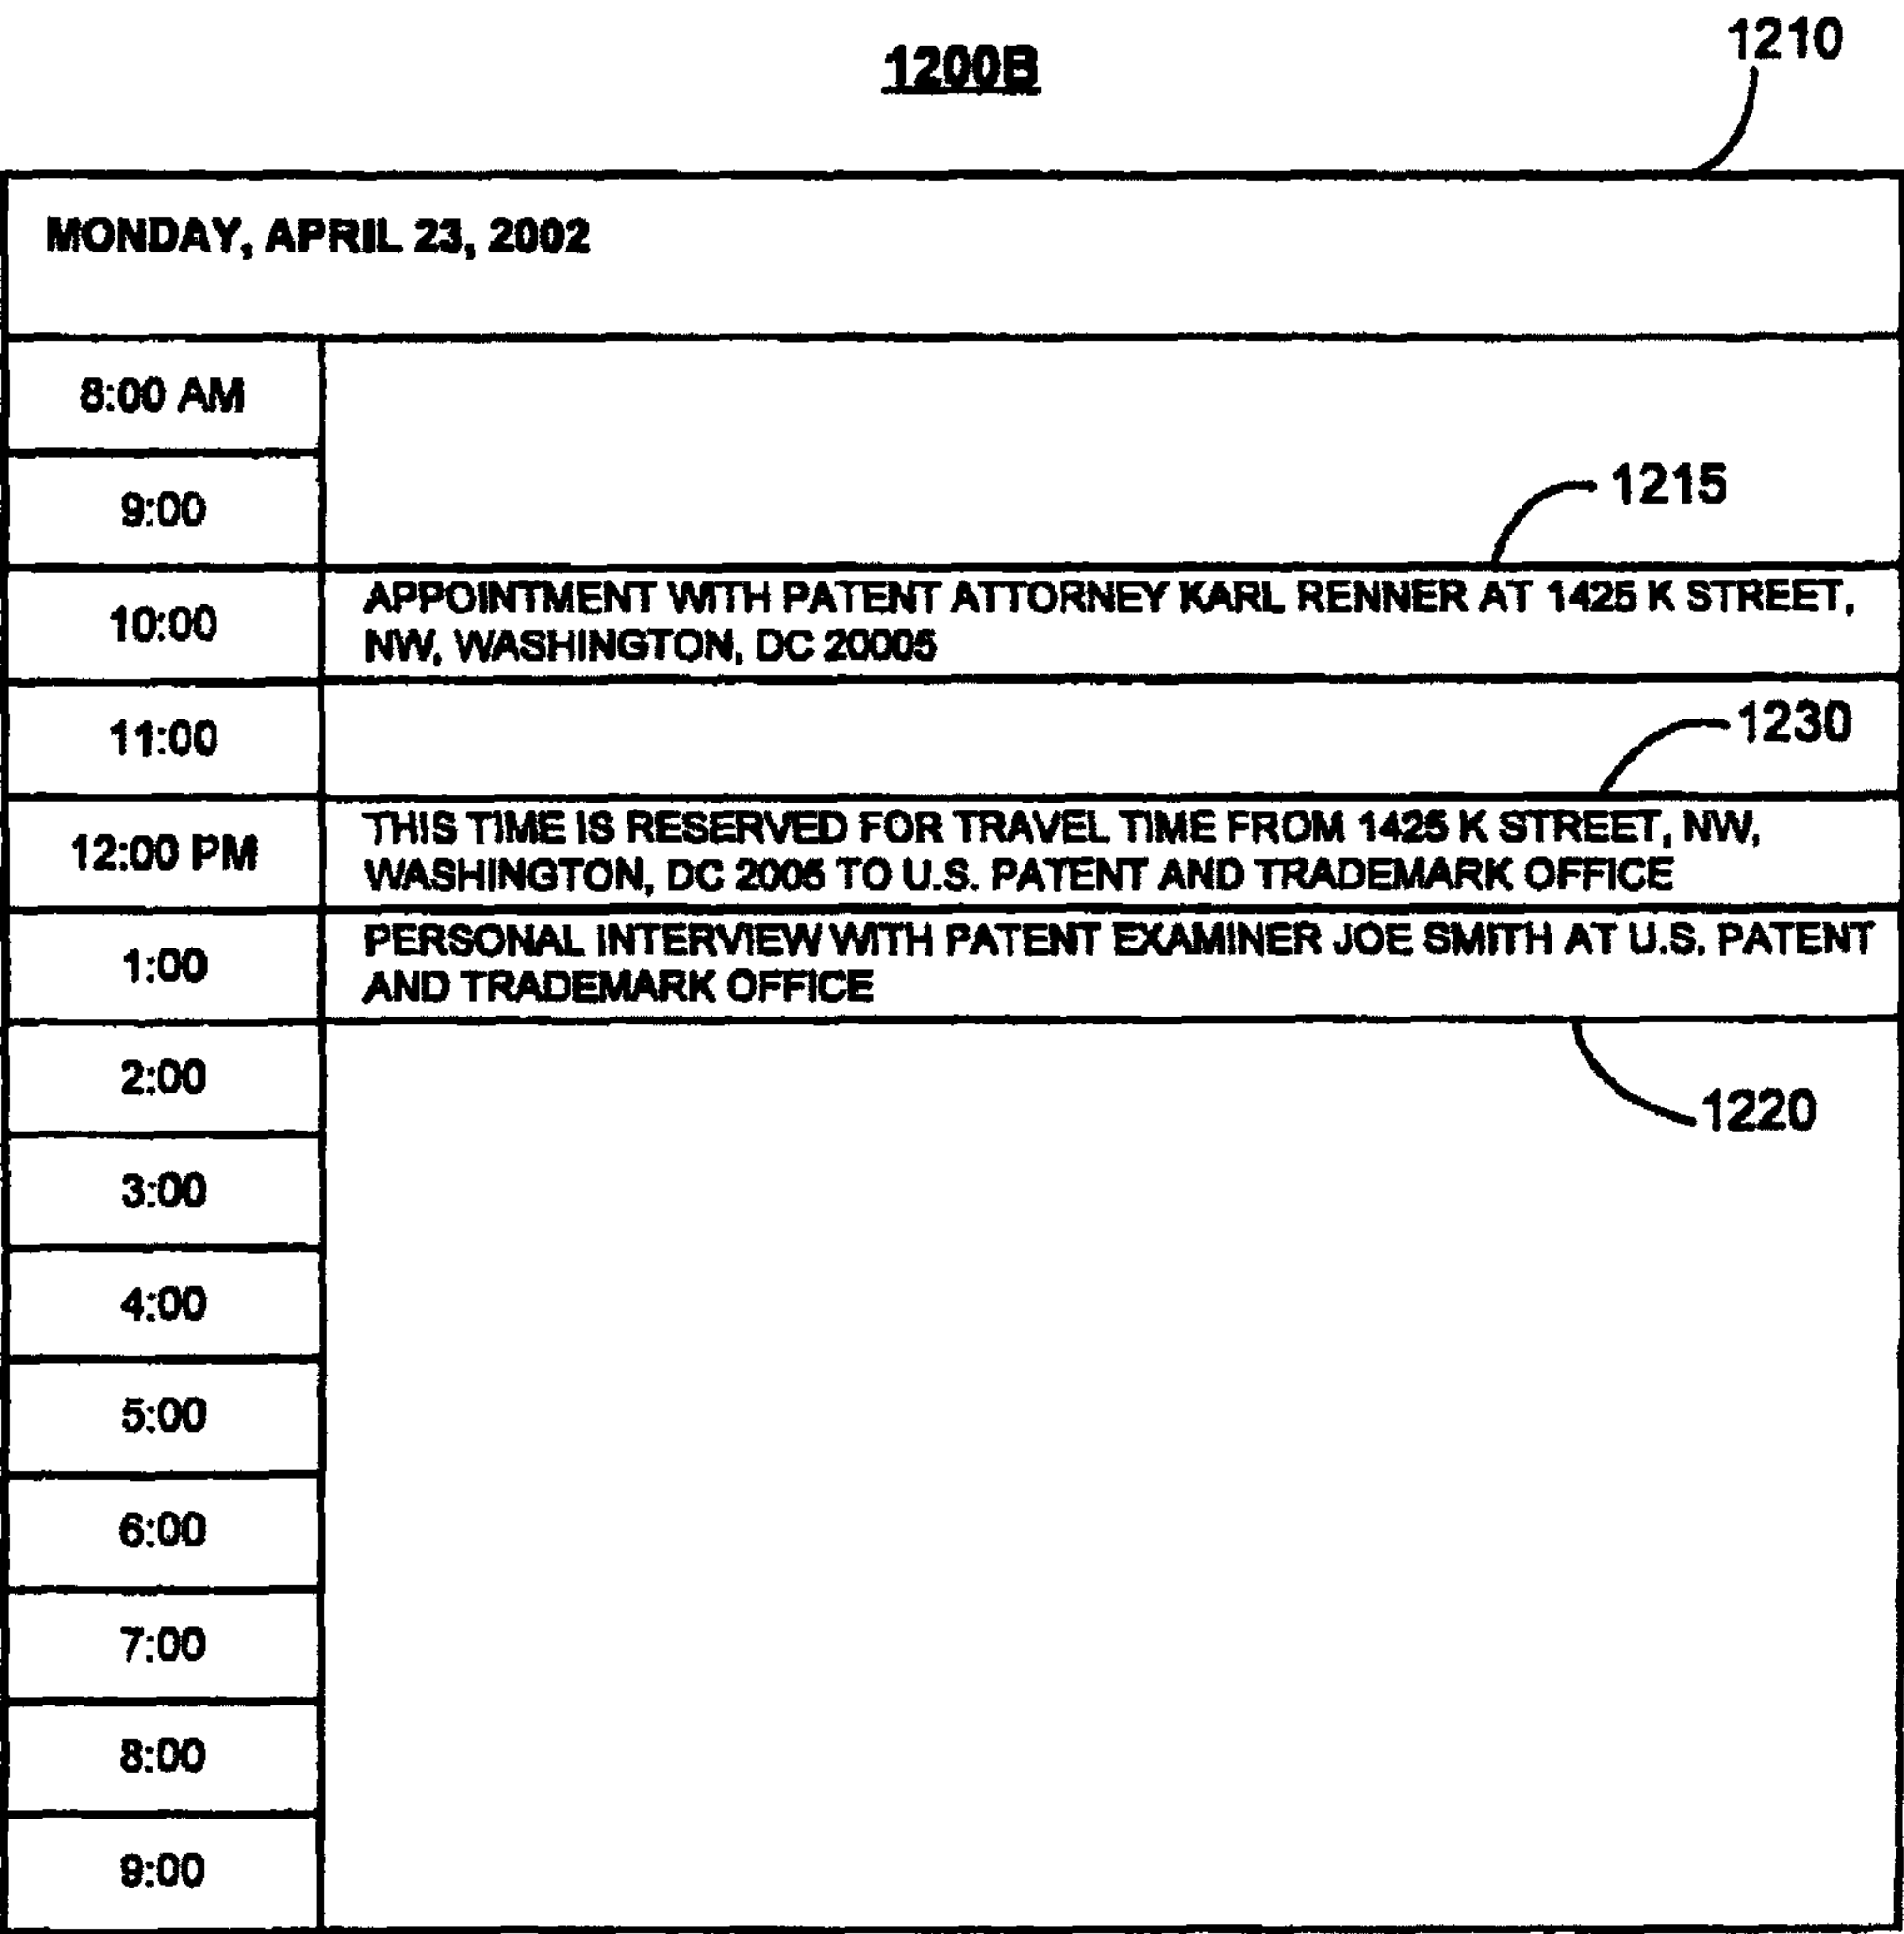 1200B
1210
MONDAY, APRIL 23, 2002
8:00 AM
9:00
1215
10:00
APPOINTMENT WITH PATENT ATTORNEY KARL RENNER AT 1425 K STREET,
NW, WASHINGTON, DC 20005
11:00
1230
12:00 PM
THIS TIME IS RESERVED FOR TRAVEL TIME FROM 1425 K STREET, NW,
WASHINGTON, DC 2005 TO U.S. PATENT AND TRADEMARK OFFICE
1:00
PERSONAL INTERVIEW WITH PATENT EXAMINER JOE SMITH AT U.S. PATENT
AND TRADEMARK OFFICE
2:00
1220
3:00
4:00
5:00
6:00
7:00
8:00
9:00